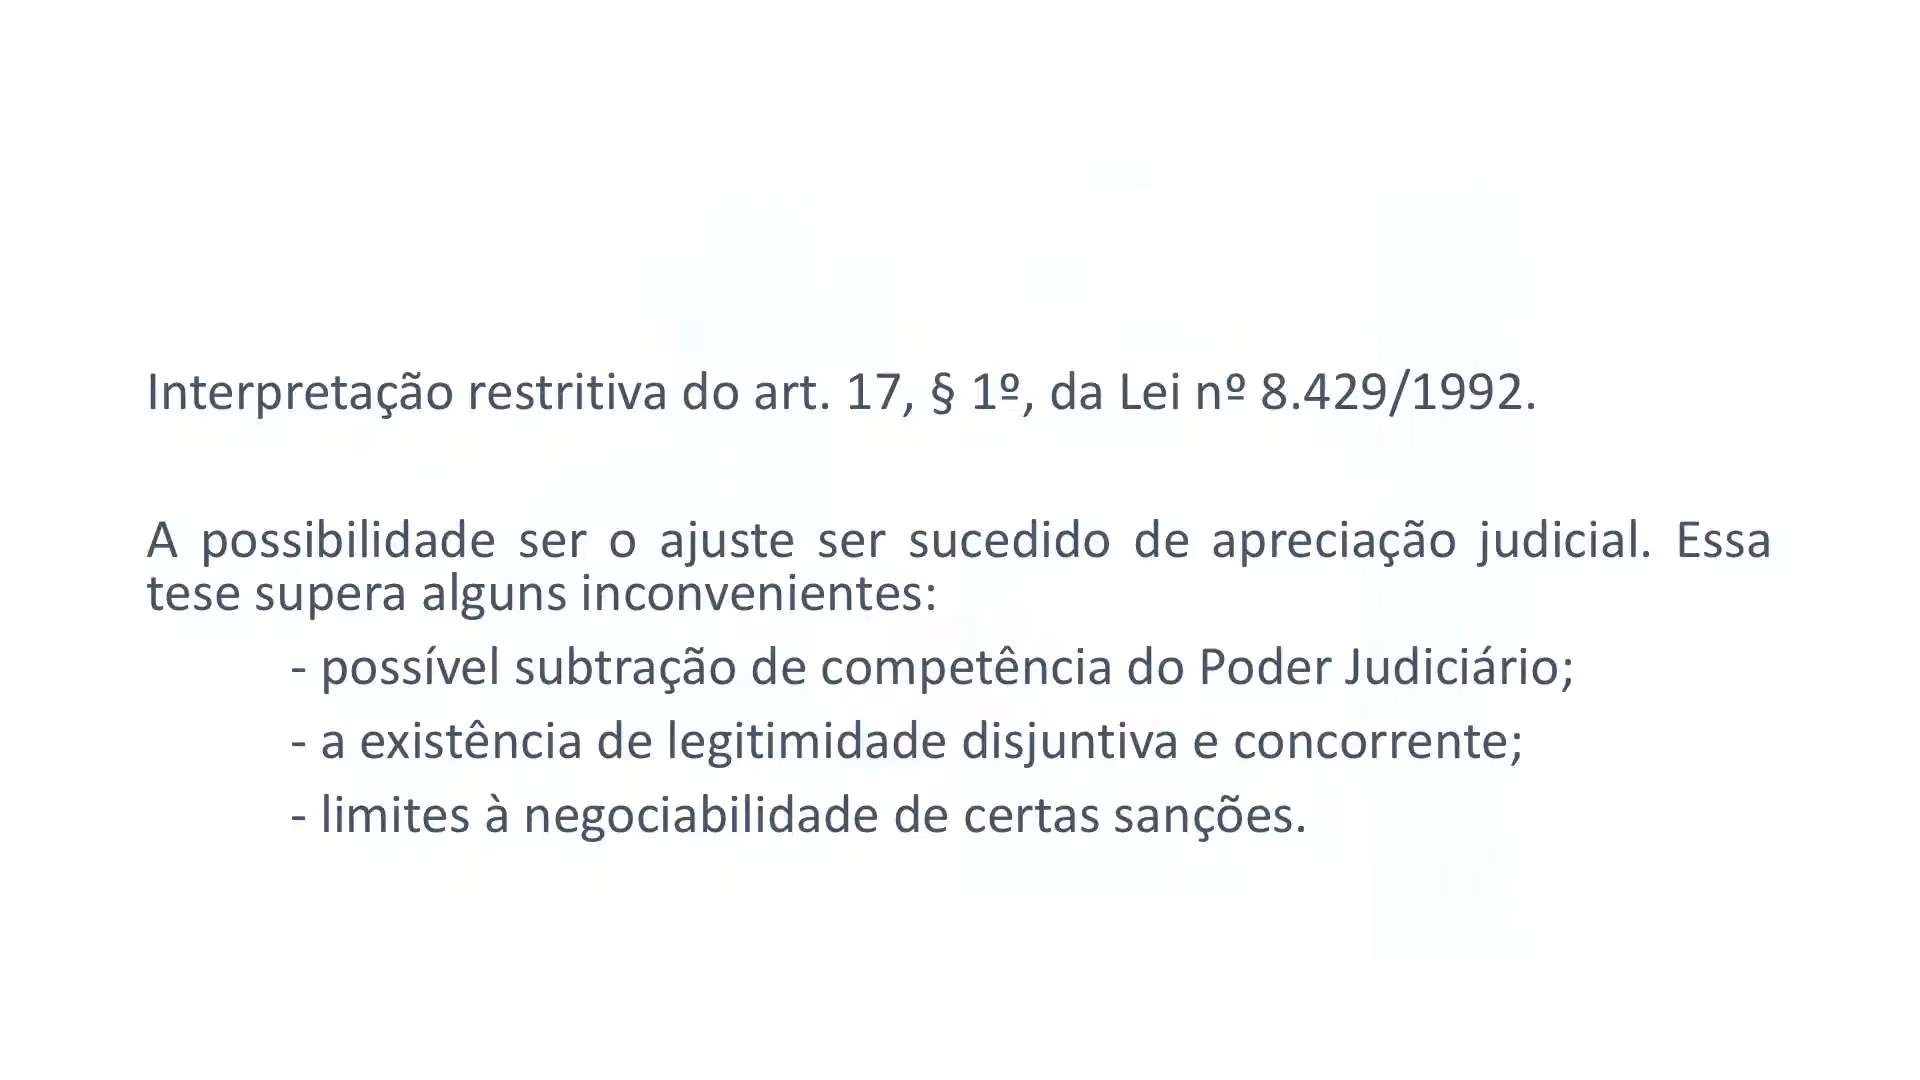 Interpretação restritiva do art. 17, § 1º, da Lei nº 8.429/1992.
A possibilidade ser o ajuste ser sucedido de apreciação judicial. Essa
tese supera alguns inconvenientes:
- possível subtração de competência do Poder Judiciário;
- a existência de legitimidade disjuntiva e concorrente;
- limites à negociabilidade de certas sanções.